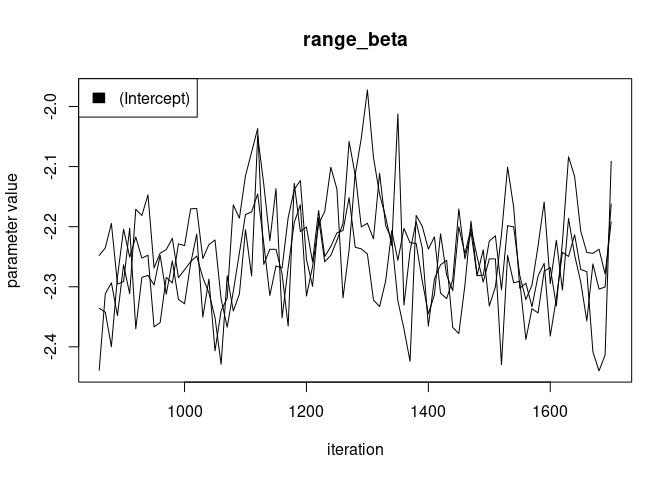 range_beta
(Intercept)
parameter value
-2.0
-2.1
-2.2
-2.3
-2.4
1000 1200 1400 1600
iteration